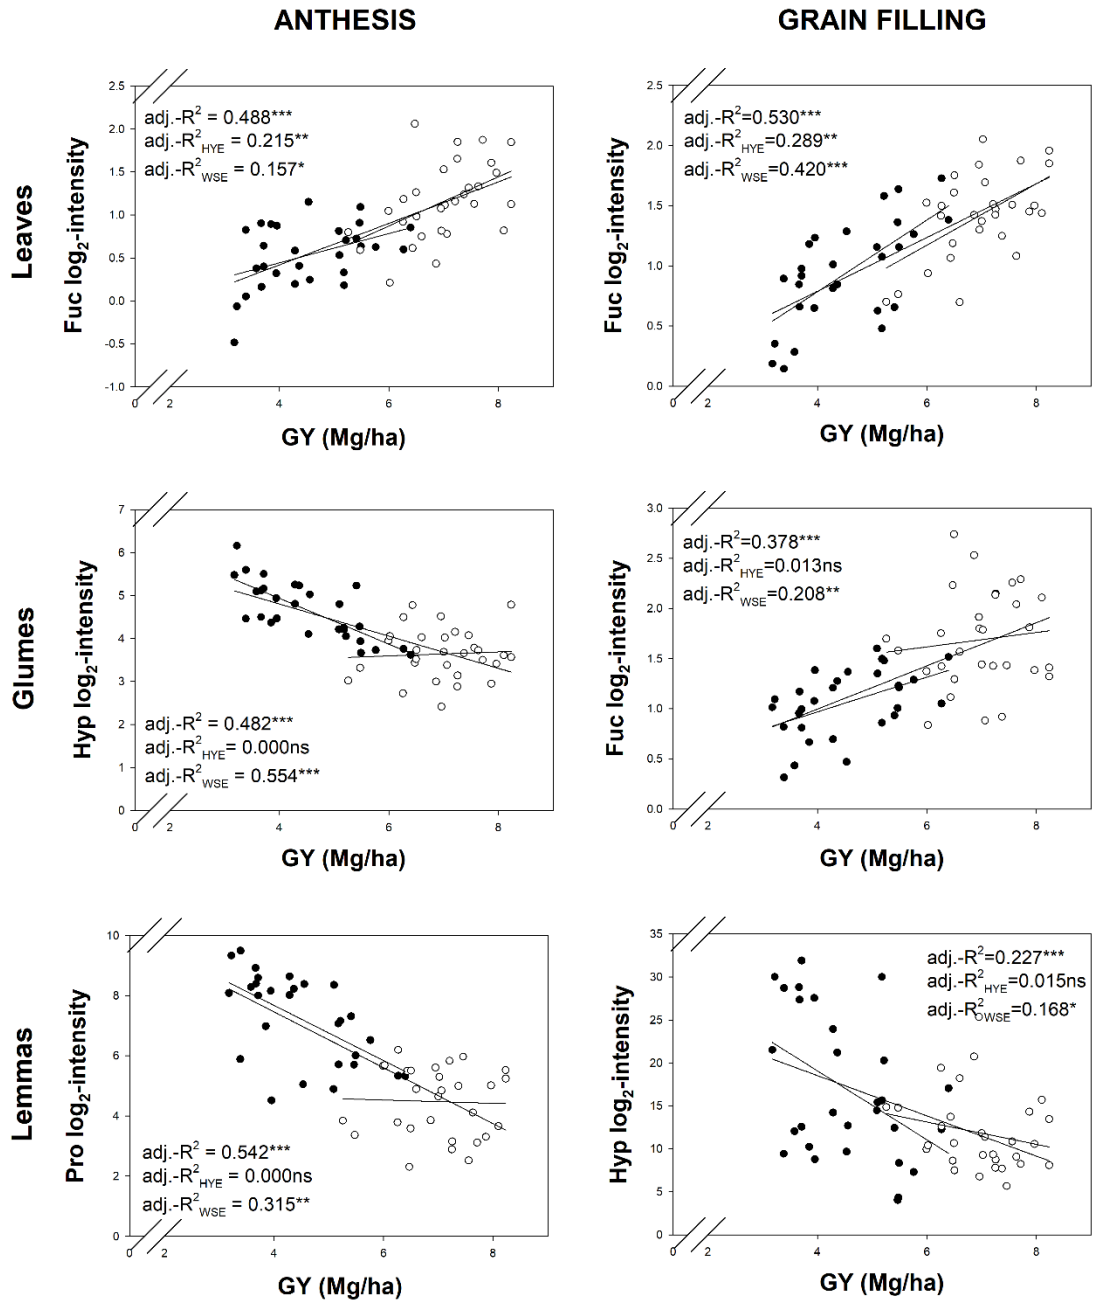 ANTHESIS
GRAIN FILLING
Leaves
Fuc log2-intensity
2.5
2.0
1.5
1.0
0.5
0.0
-0.5
-1.0
adj.-R2 = 0.488***
adj.-R2HYE = 0.215**
adj.-R2WSE = 0.157*
0 2 4 6 8
GY (Mg/ha)
Fuc log2-intensity
2.5
2.0
1.5
1.0
0.5
0.0
adj.-R2=0.530***
adj.-R2HYE=0.289**
adj.-R2WSE=0.420***
0 2 4 6 8
GY (Mg/ha)
Glumes
Hyp log2-intensity
7
6
5
4
3
2
1
0
adj.-R2 = 0.482***
adj.-R2HYE= 0.000ns
adj.-R2WSE = 0.554***
0 2 4 6 8
GY (Mg/ha)
Fuc log2-intensity
3.0
2.5
2.0
1.5
1.0
0.5
0.0
adj.-R2=0.378***
adj.-R2HYE=0.013ns
adj.-R2WSE=0.208**
0 2 4 6 8
GY (Mg/ha)
Lemmas
Pro log2-intensity
10
8
6
4
2
0
adj.-R2 = 0.542***
adj.-R2HYE = 0.000ns
adj.-R2WSE = 0.315**
0 2 4 6 8
GY (Mg/ha)
Hyp log2-intensity
35
30
25
20
15
10
5
0
adj.-R2=0.227***
adj.-R2HYE=0.015ns
adj.-R2WSE=0.168*
0 2 4 6 8
GY (Mg/ha)